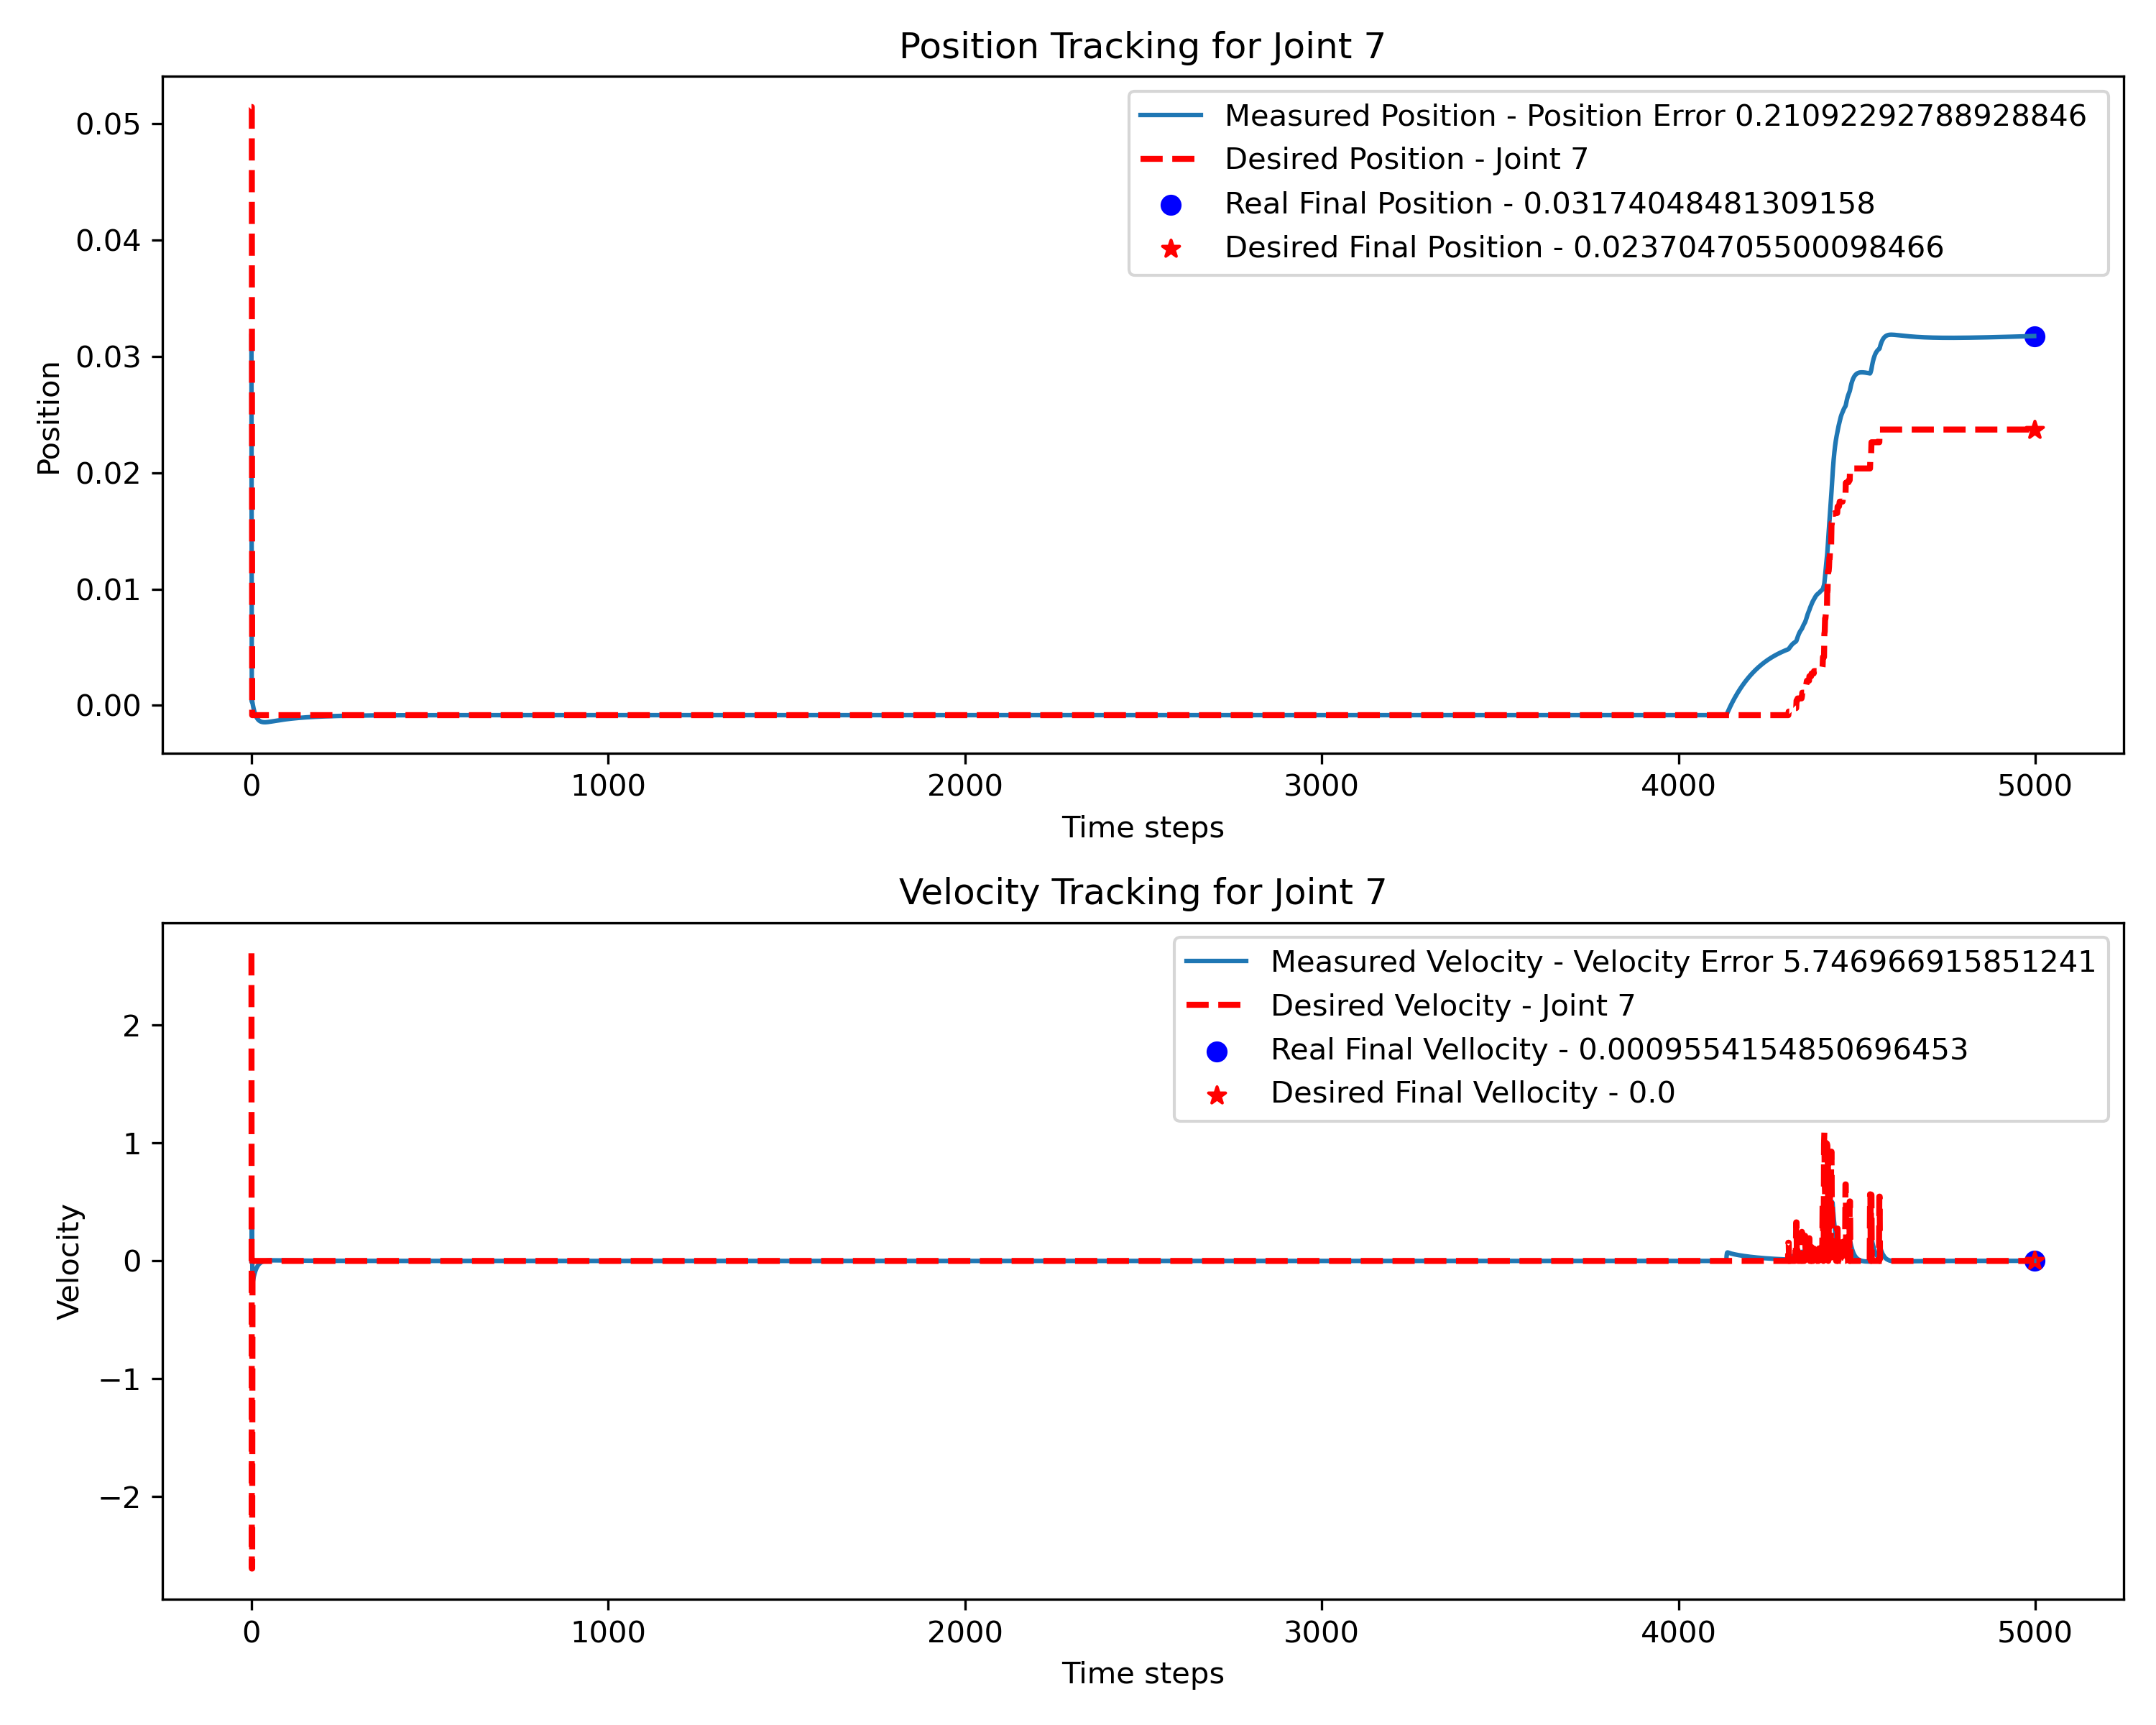 Position Tracking for Joint 7
Measured Position - Position Error 0.21092292788928846
Desired Position - Joint 7
Real Final Position - 0.03174048481309158
Desired Final Position - 0.023704705500098466
0.05
0.04
0.03
0.02
0.01
0.00
Position
0 1000 2000 3000 4000 5000
Time steps
Velocity Tracking for Joint 7
Measured Velocity - Velocity Error 5.746966915851241
Desired Velocity - Joint 7
Real Final Vellocity - 0.0009554154850696453
Desired Final Vellocity - 0.0
2
1
0
−1
−2
Velocity
0 1000 2000 3000 4000 5000
Time steps